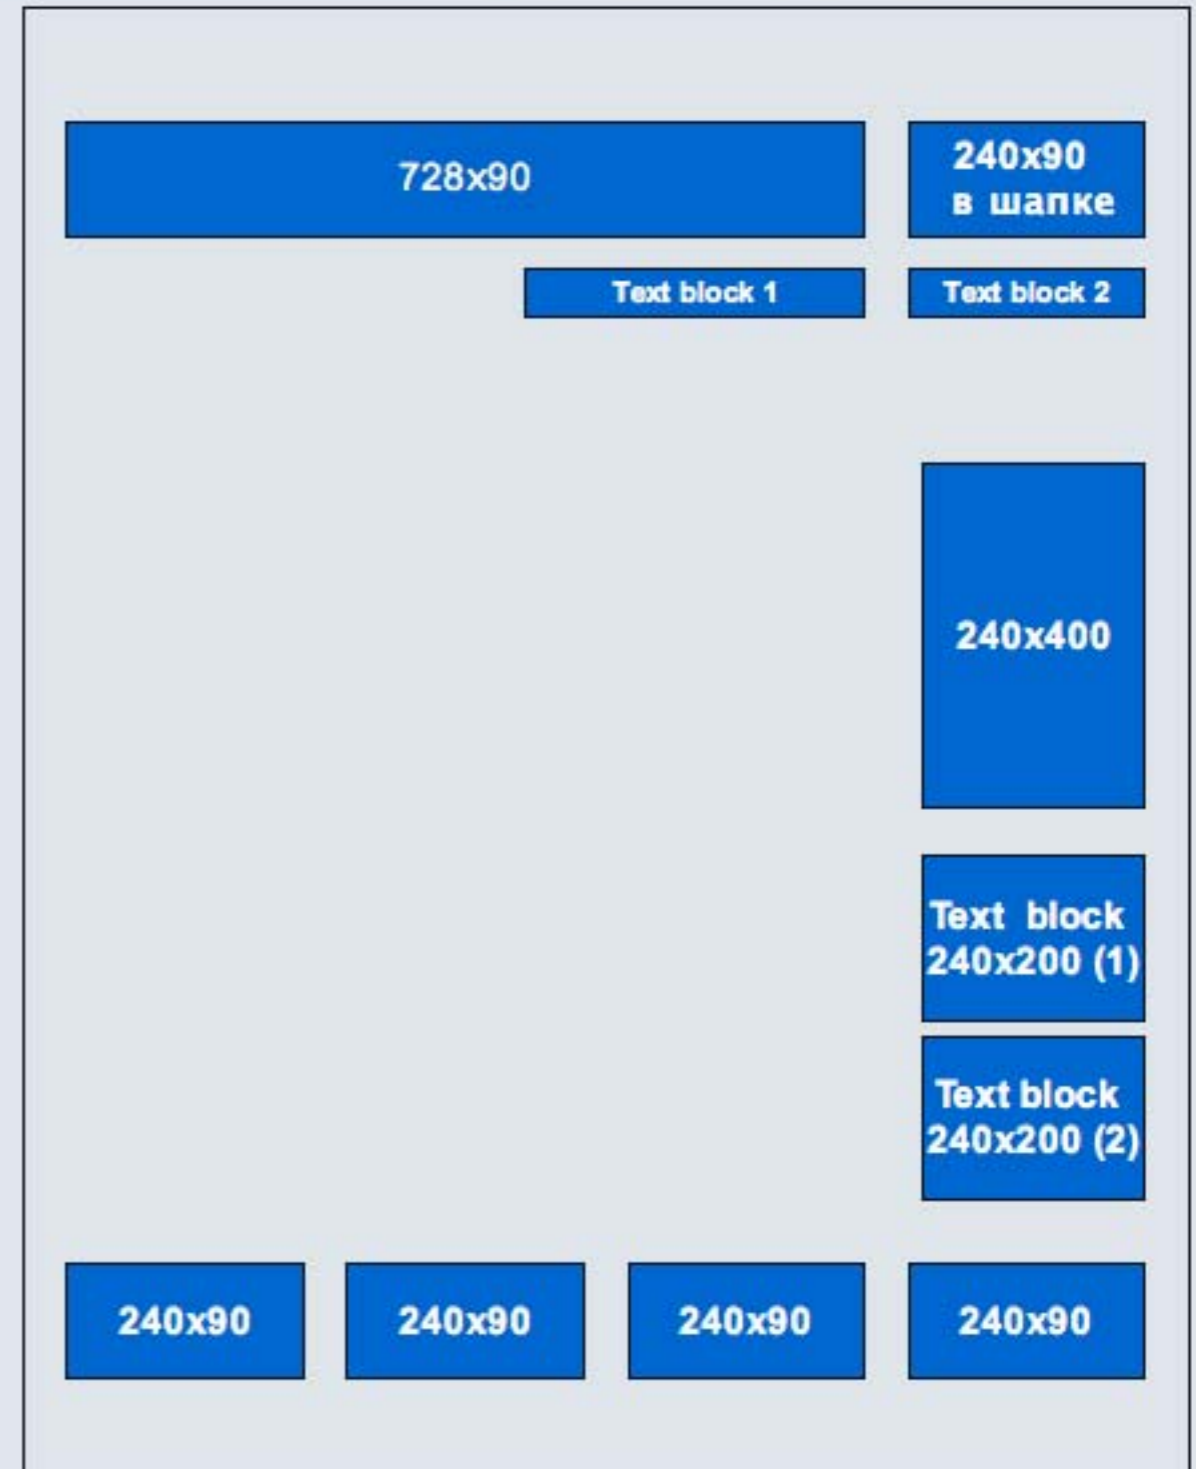 728x90
240x90
в шапке
Text block 1
Text block 2
240x400
Text block
240x200 (1)
Text block
240x200 (2)
240x90
240x90
240x90
240x90